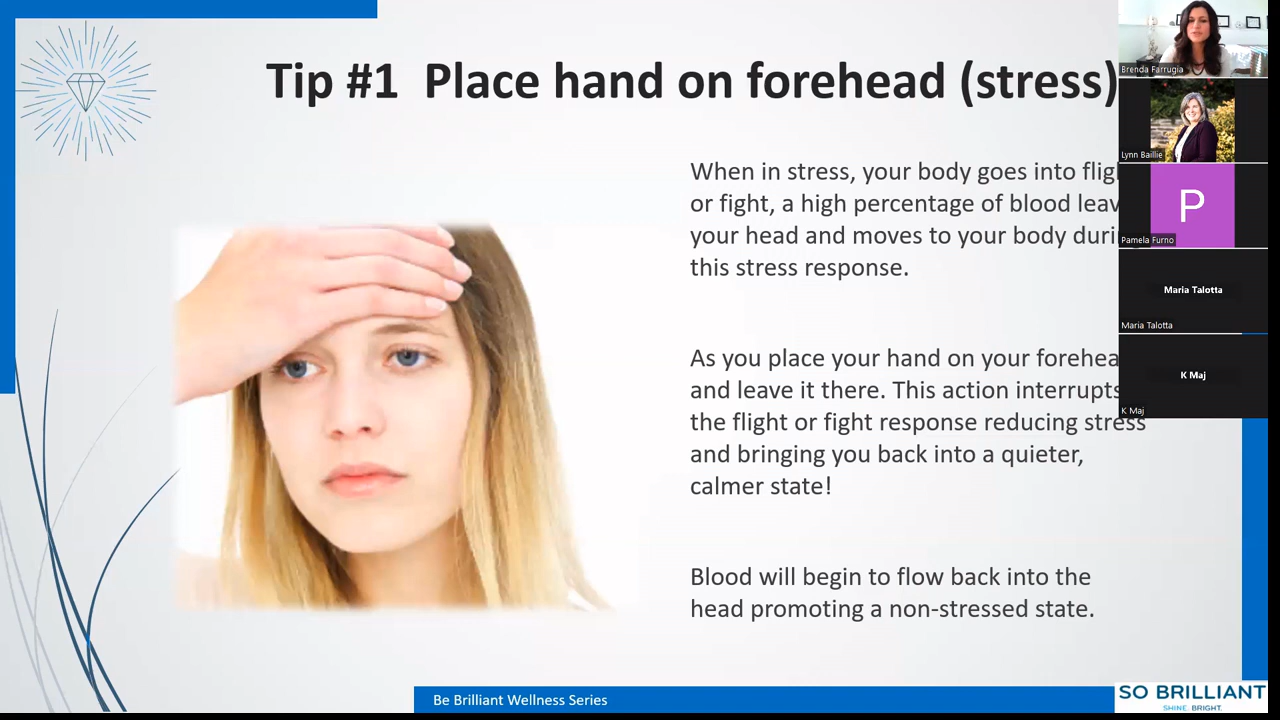 Tip #1 Place hand on forehead (stress)
When in stress, your body goes into
or fight, a high percentage of blood
your head and moves to your body
this stress response.
As you place your hand on your
and leave it there. This action interrupts
the flight or fight response reducing stress
and bringing you back into a quieter,
calmer state!
Blood will begin to flow back into the
head promoting a non-stressed state.
Be Brilliant Wellness Series
SO BRILLIANT
SHINE. BRIGHT.
Brenda Farrugia
Lynn Baillie
P
Pamela Furno
Maria Talotta
Maria Talotta
K Maj
K Maj